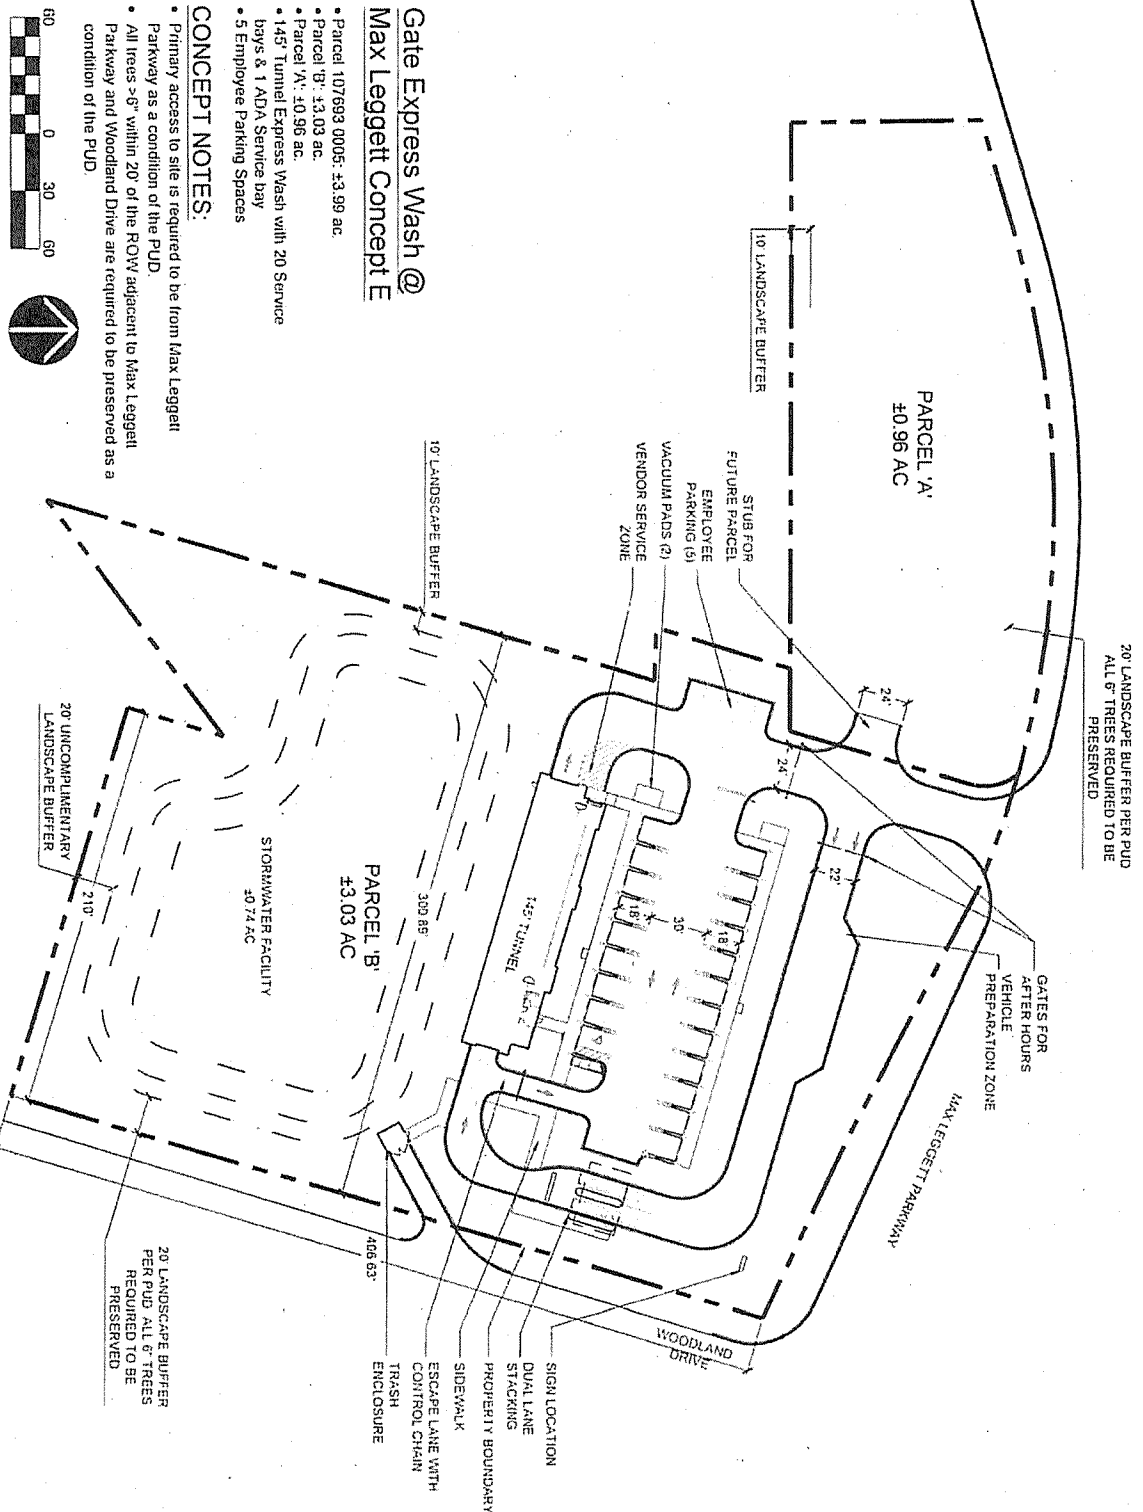 Gate Express Wash @
Max Leggett Concept E
• Parcel 107693 0005: ±3.99 ac.
• Parcel 'B': ±3.03 ac.
• Parcel 'A': ±0.96 ac.
• 145' Tunnel Express Wash with 20 Service
bays & 1 ADA Service bay
• 5 Employee Parking Spaces
CONCEPT NOTES:
• Primary access to site is required to be from Max Leggett
Parkway as a condition of the PUD.
• All trees >6" within 20' of the ROW adjacent to Max Leggett
Parkway and Woodland Drive are required to be preserved as a
condition of the PUD.
60
0
30
60
20' LANDSCAPE BUFFER PER PUD
ALL 6" TREES REQUIRED TO BE
PRESERVED
PARCEL 'A'
±0.96 AC
10' LANDSCAPE BUFFER
STUB FOR
FUTURE PARCEL
EMPLOYEE
PARKING (5)
VACUUM PADS (2)
VENDOR SERVICE
ZONE
10' LANDSCAPE BUFFER
24'
24'
22'
GATES FOR
AFTER HOURS
VEHICLE
PREPARATION ZONE
MAX LEGGETT PARKWAY
18'
30'
18'
145' TUNNEL
300.89'
PARCEL 'B'
±3.03 AC
STORMWATER FACILITY
±0.74 AC
20' UNCOMPLIMENTARY
LANDSCAPE BUFFER
210'
406.63'
WOODLAND
DRIVE
SIGN LOCATION
DUAL LANE
STACKING
PROPERTY BOUNDARY
SIDEWALK
ESCAPE LANE WITH
CONTROL CHAIN
TRASH
ENCLOSURE
20' LANDSCAPE BUFFER
PER PUD ALL 6" TREES
REQUIRED TO BE
PRESERVED